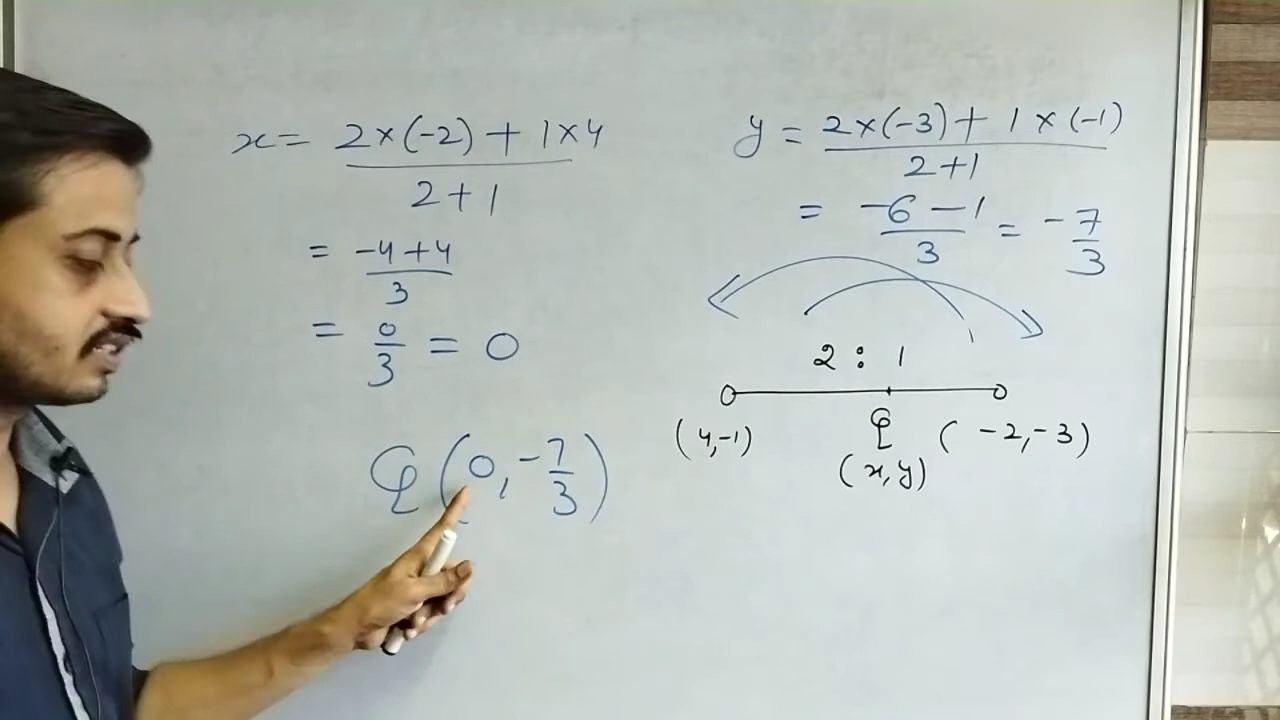 x = 2×(-2) + 1×4
2+1
= -4+4
3
= 0/3 = 0
Q (0, -7/3)
y = 2×(-3) + 1×(-1)
2+1
= -6-1/3 = -7/3
2 : 1
(4,-1) Q (-2,-3)
(x,y)